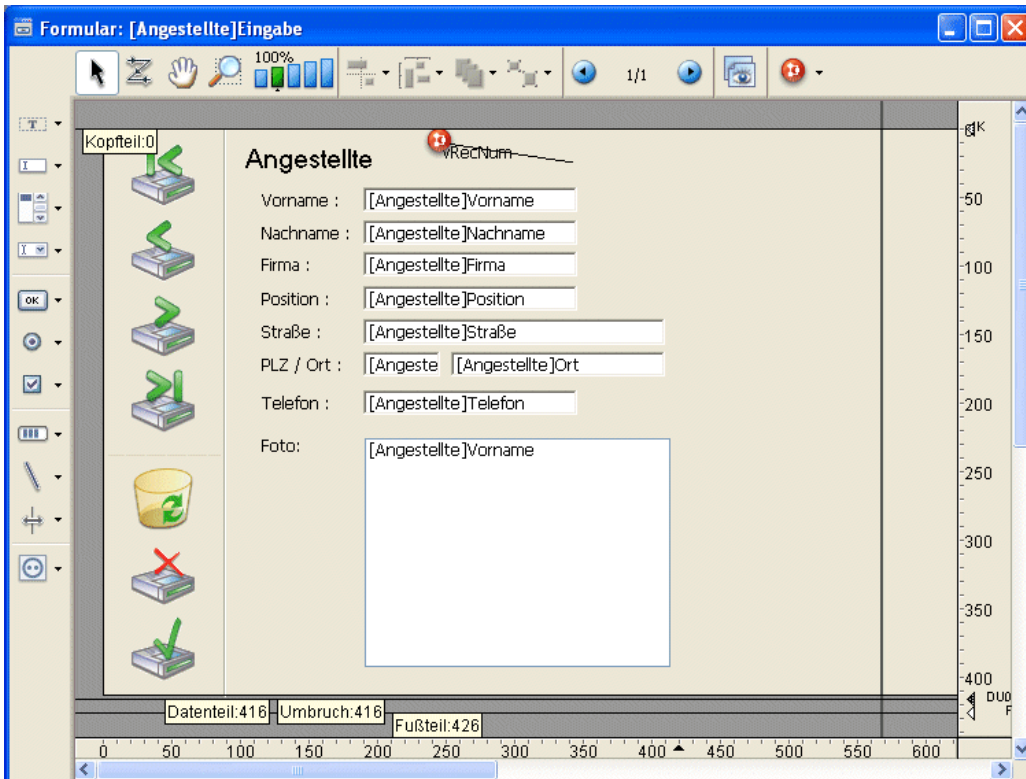 Formular: [Angestellte]Eingabe
100%
1/1
T
Kopfteil:0
K
Angestellte
vRecNum
Vorname : [Angestellte]Vorname
50
Nachname : [Angestellte]Nachname
Firma : [Angestellte]Firma
100
OK
Position : [Angestellte]Position
Straße : [Angestellte]Straße
150
PLZ / Ort : [Angeste [Angestellte]Ort
Telefon : [Angestellte]Telefon
200
Foto: [Angestellte]Vorname
250
300
350
400
DUO
F
Datenteil:416 Umbruch:416
Fußteil:426
0 50 100 150 200 250 300 350 400 450 500 550 600